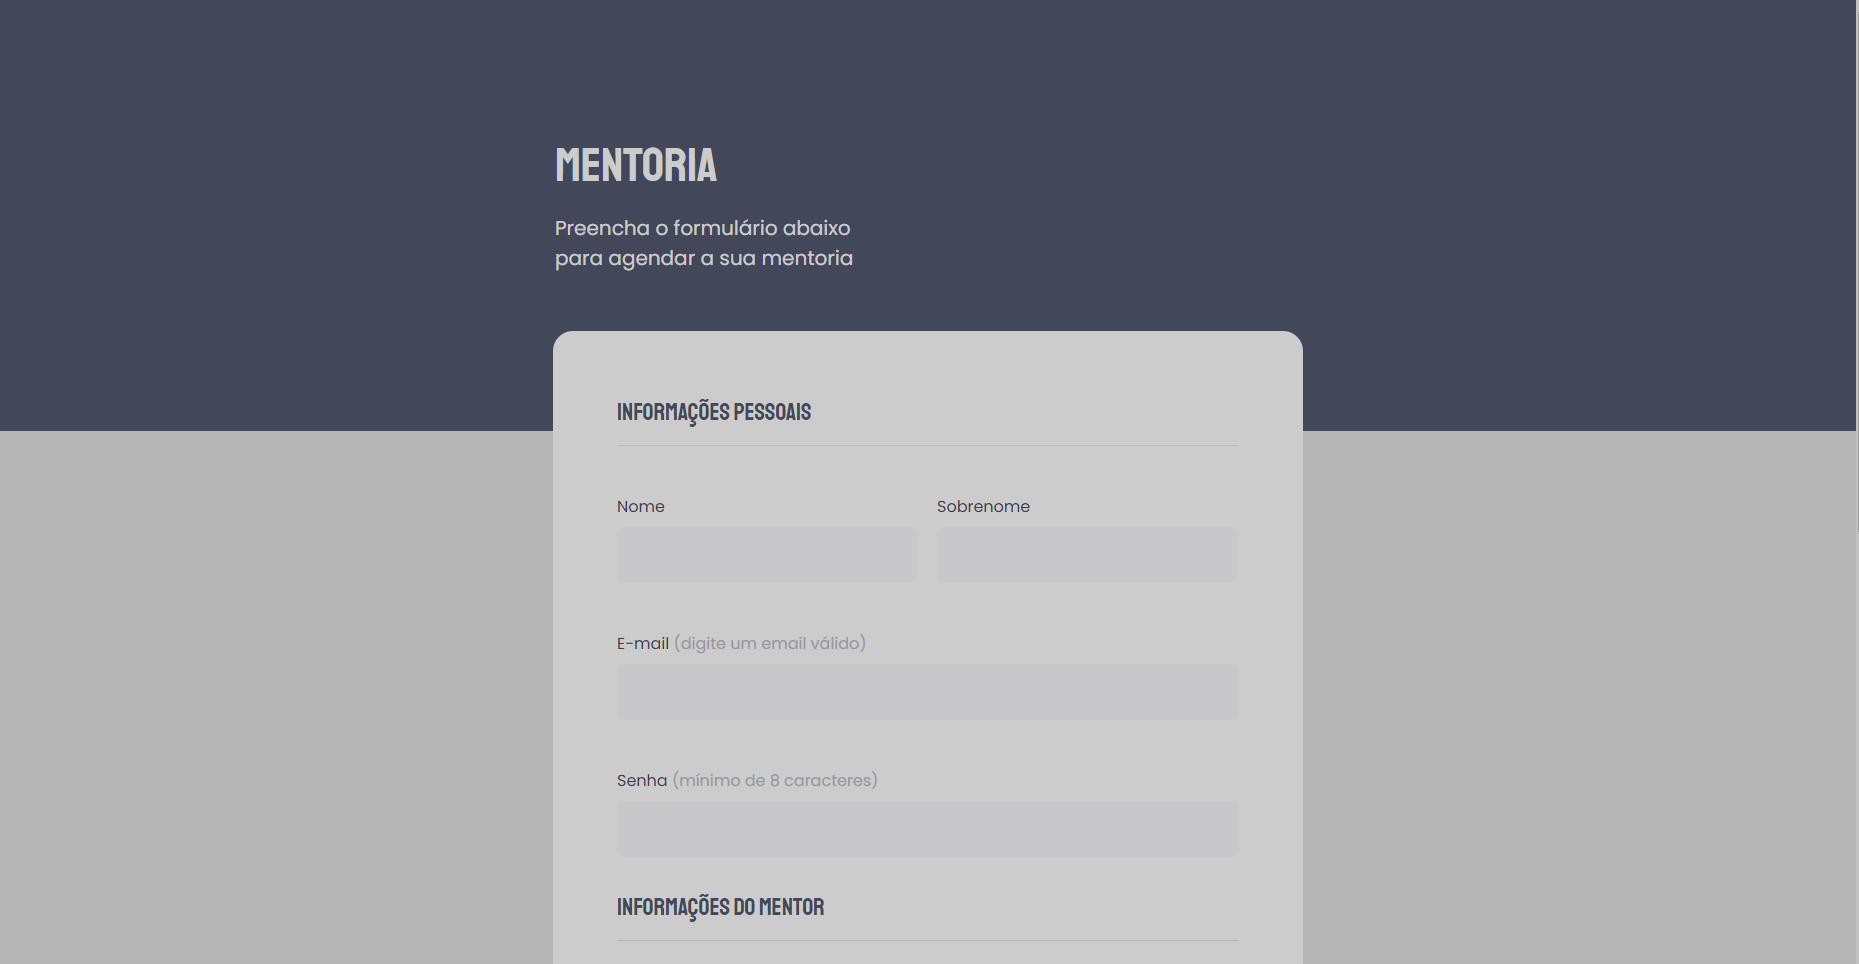 MENTORIA
Preencha o formulário abaixo
para agendar a sua mentoria
INFORMAÇÕES PESSOAIS
Nome
Sobrenome
E-mail (digite um email válido)
Senha (mínimo de 8 caracteres)
INFORMAÇÕES DO MENTOR